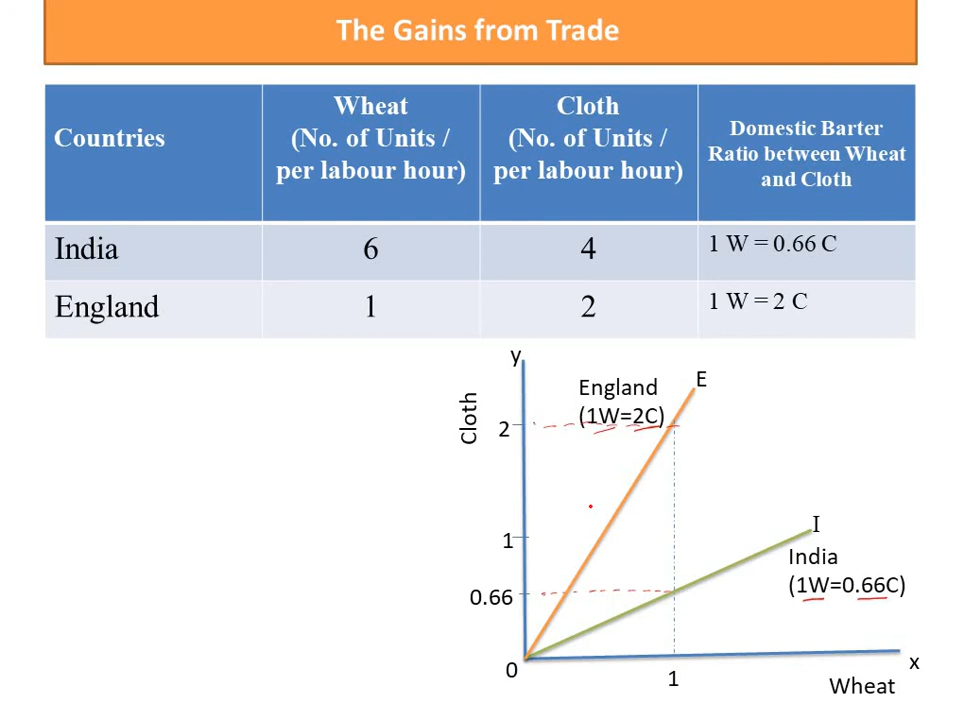 The Gains from Trade
Countries
Wheat
(No. of Units /
per labour hour)
Cloth
(No. of Units /
per labour hour)
Domestic Barter
Ratio between Wheat
and Cloth
India
6
4
1 W = 0.66 C
England
1
2
1 W = 2 C
y
Cloth
England
(1W=2C)
E
2
1
0.66
0
I
India
(1W=0.66C)
1
x
Wheat